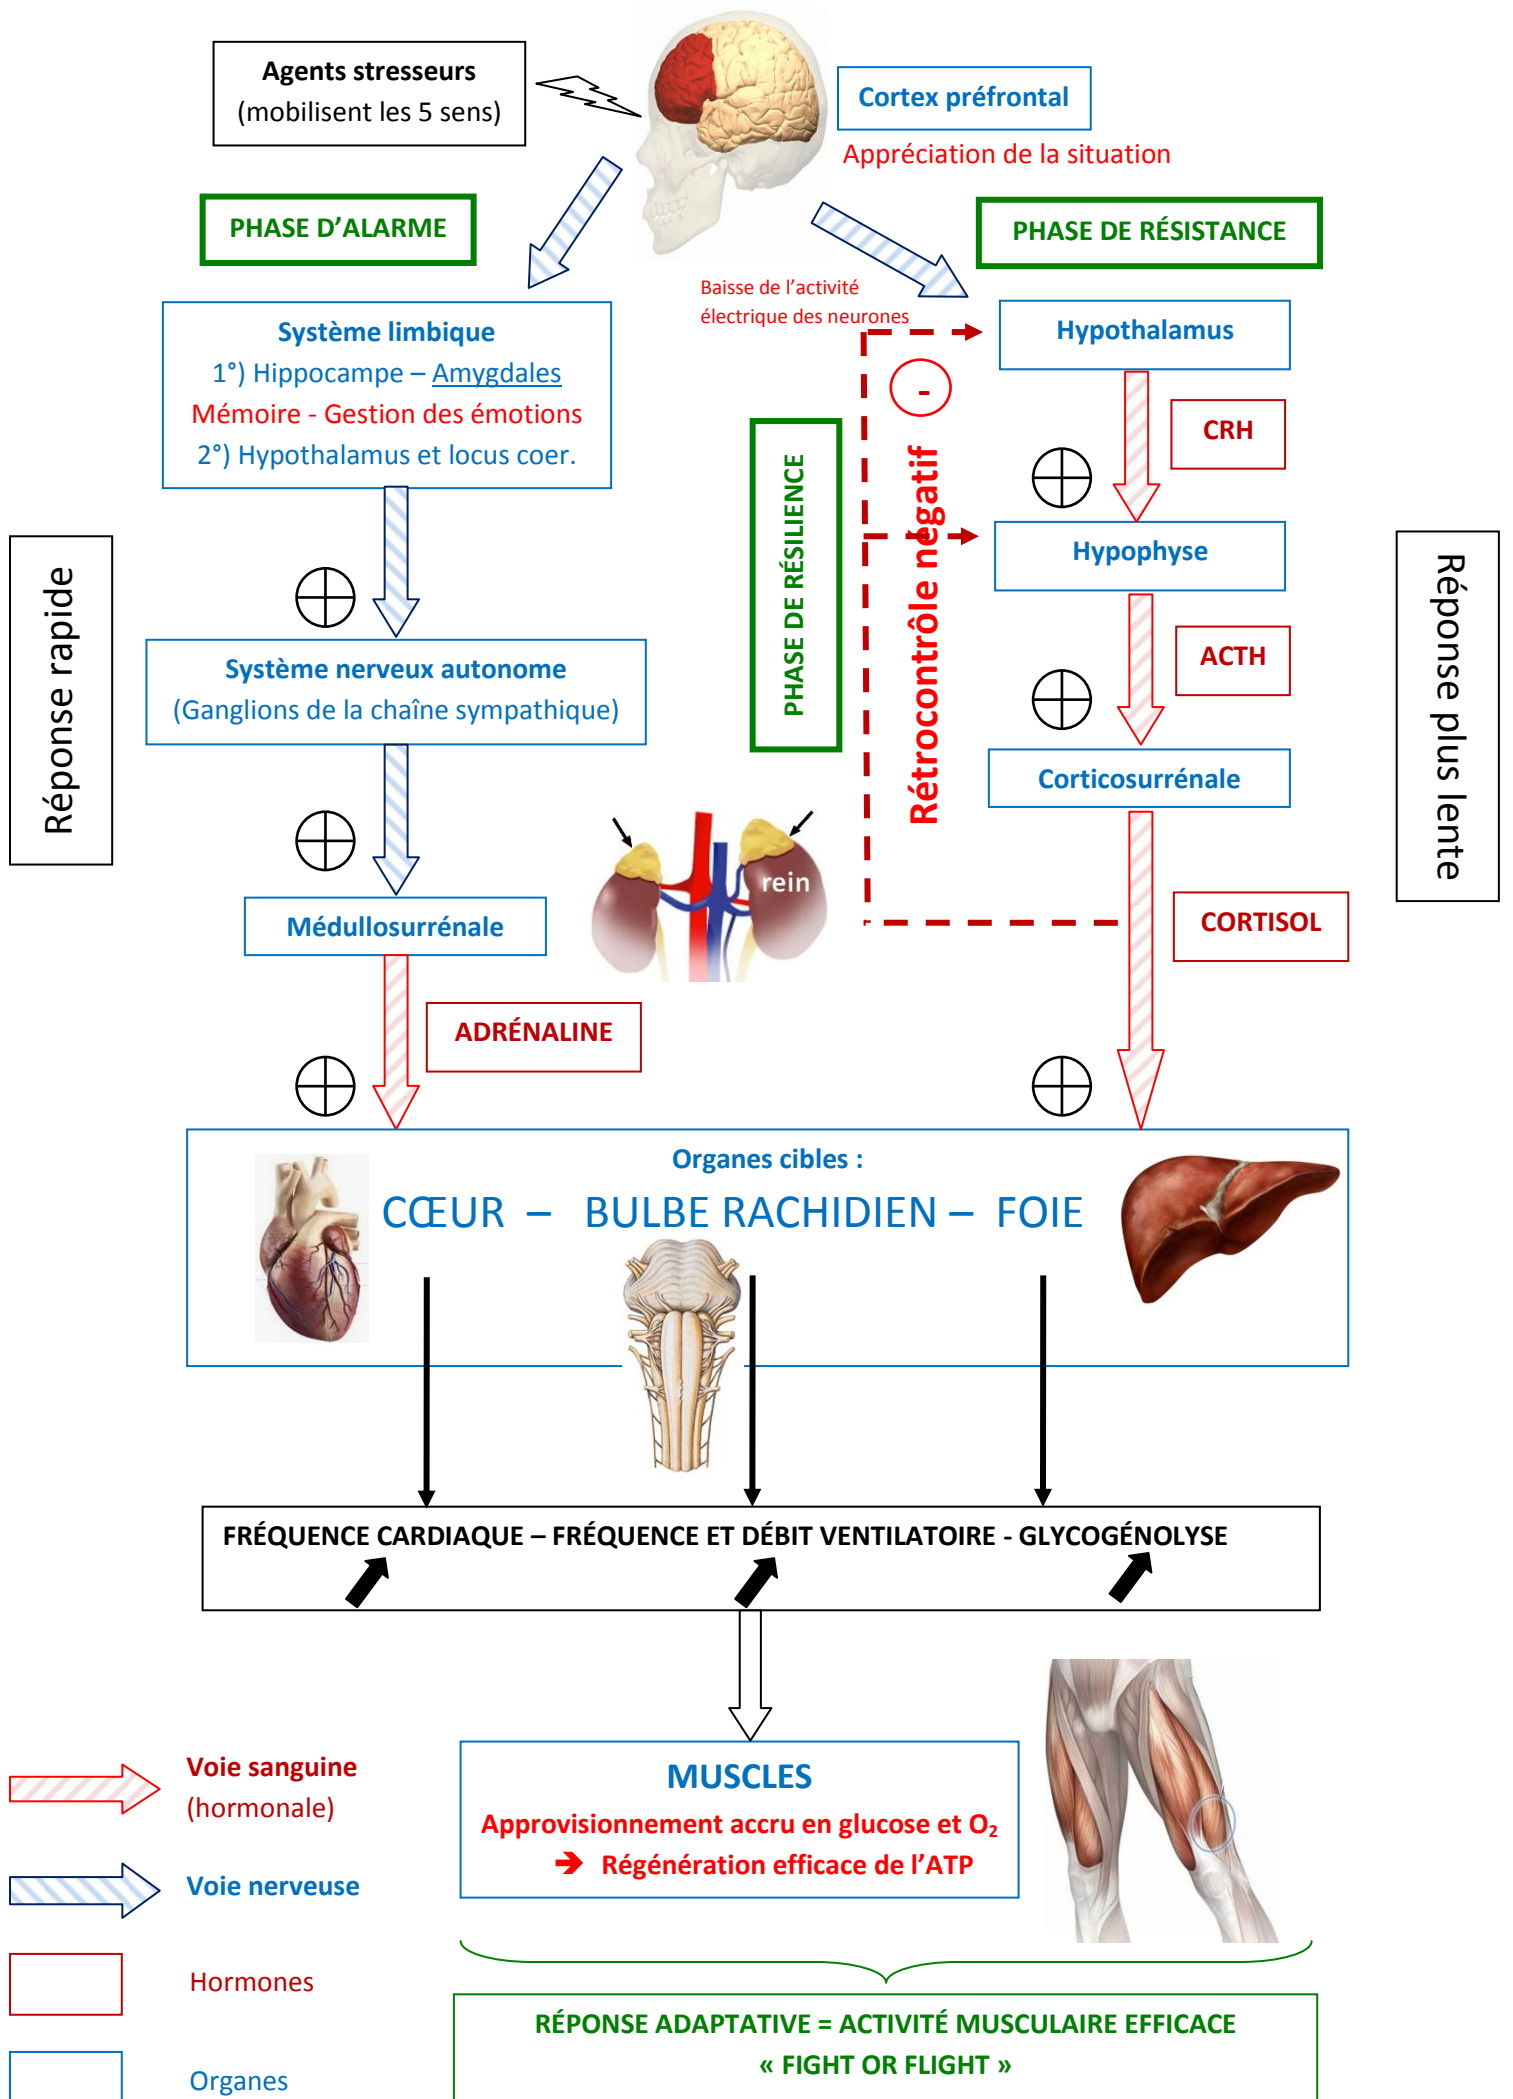 Agents stresseurs
(mobilisent les 5 sens)
Cortex préfrontal
Appréciation de la situation
PHASE D’ALARME
PHASE DE RÉSISTANCE
Baisse de l’activité
électrique des neurones
Système limbique
1°) Hippocampe – Amygdales
Mémoire - Gestion des émotions
2°) Hypothalamus et locus coer.
Hypothalamus
-
CRH
PHASE DE RÉSILIENCE
Rétrocontrôle négatif
Hypophyse
Réponse rapide
Réponse plus lente
Système nerveux autonome
(Ganglions de la chaîne sympathique)
ACTH
Corticosurrénale
rein
Médullosurrénale
CORTISOL
ADRÉNALINE
Organes cibles :
CŒUR – BULBE RACHIDIEN – FOIE
FRÉQUENCE CARDIAQUE – FRÉQUENCE ET DÉBIT VENTILATOIRE - GLYCOGÉNOLYSE
MUSCLES
Approvisionnement accru en glucose et O₂
➔ Régénération efficace de l’ATP
Voie sanguine
(hormonale)
Voie nerveuse
Hormones
Organes
RÉPONSE ADAPTATIVE = ACTIVITÉ MUSCULAIRE EFFICACE
« FIGHT OR FLIGHT »